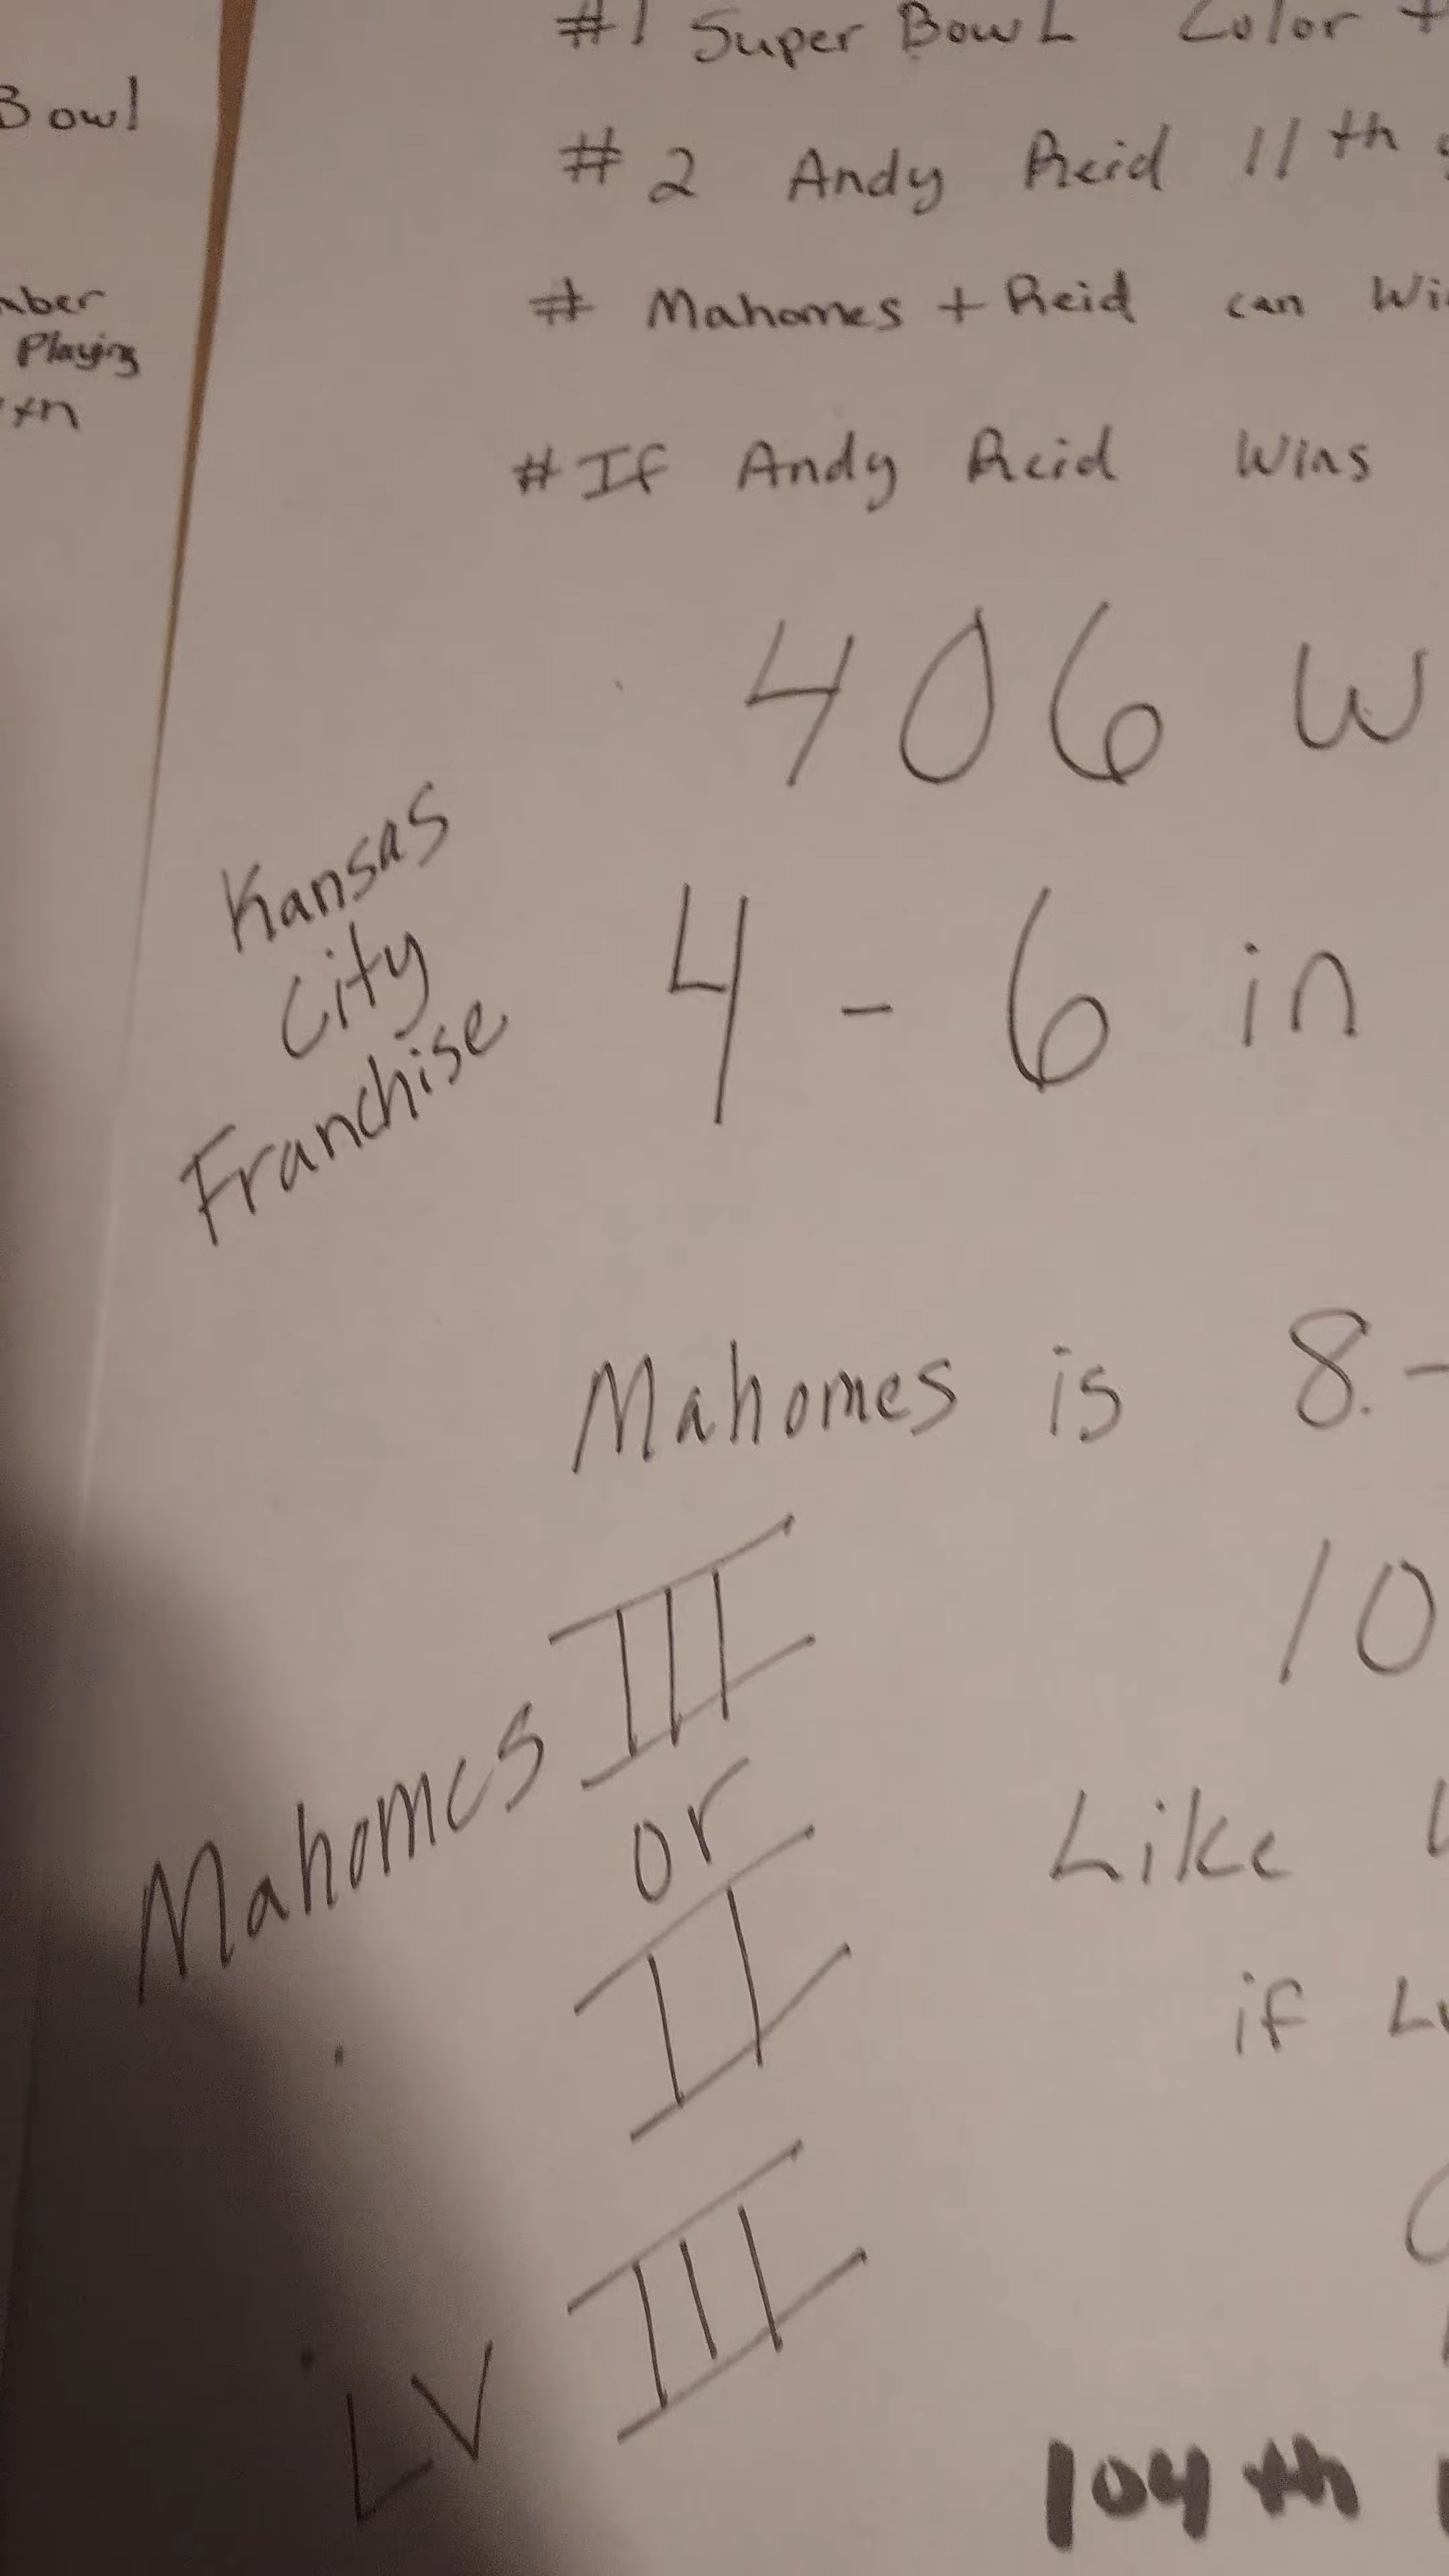 Bowl
Playing
#1 Super Bowl Color +
# 2 Andy Reid 11th
# Mahomes + Reid can
# If Andy Reid Wins
406 W
Kansas
City
Franchise
4 - 6 in
Mahomes is 8-
10
Mahomes III
or
II
Like
if
LV III
104th